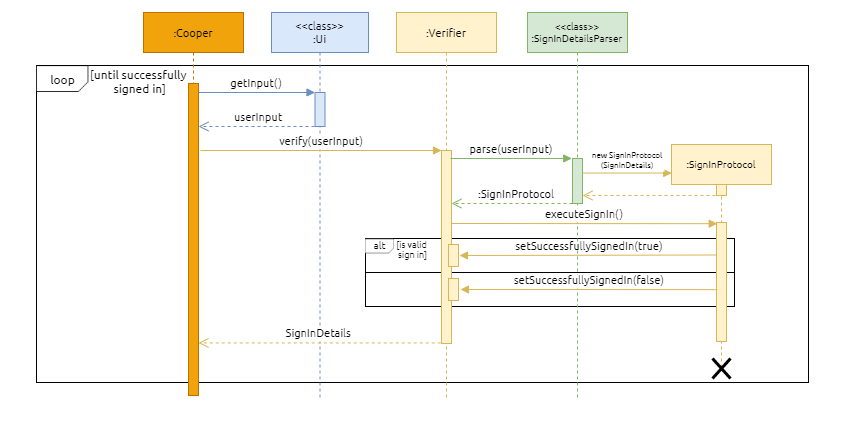 :Cooper
<<class>>
:Ui
:Verifier
<<class>>
:SignInDetailsParser
loop
[until successfully
signed in]
getInput()
userInput
verify(userInput)
parse(userInput)
new SignInProtocol
(SignInDetails)
:SignInProtocol
:SignInProtocol
executeSignIn()
alt
[is valid
sign in]
setSuccessfullySignedIn(true)
setSuccessfullySignedIn(false)
SignInDetails